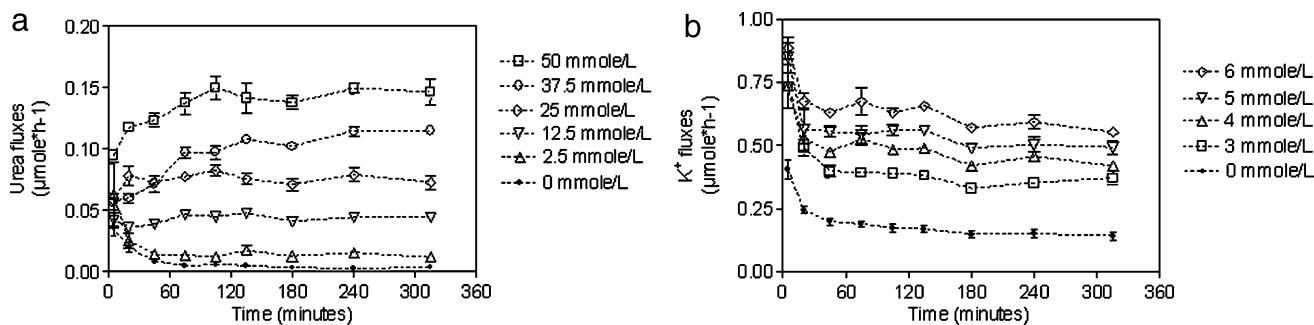 a
0.20
0.15
0.10
0.05
0.00
Urea fluxes
(µmole*h-1)
0 60 120 180 240 300 360
Time (minutes)
50 mmole/L
37.5 mmole/L
25 mmole/L
12.5 mmole/L
2.5 mmole/L
0 mmole/L
b
1.00
0.75
0.50
0.25
0.00
K+ fluxes
(µmole*h-1)
0 60 120 180 240 300 360
Time (minutes)
6 mmole/L
5 mmole/L
4 mmole/L
3 mmole/L
0 mmole/L